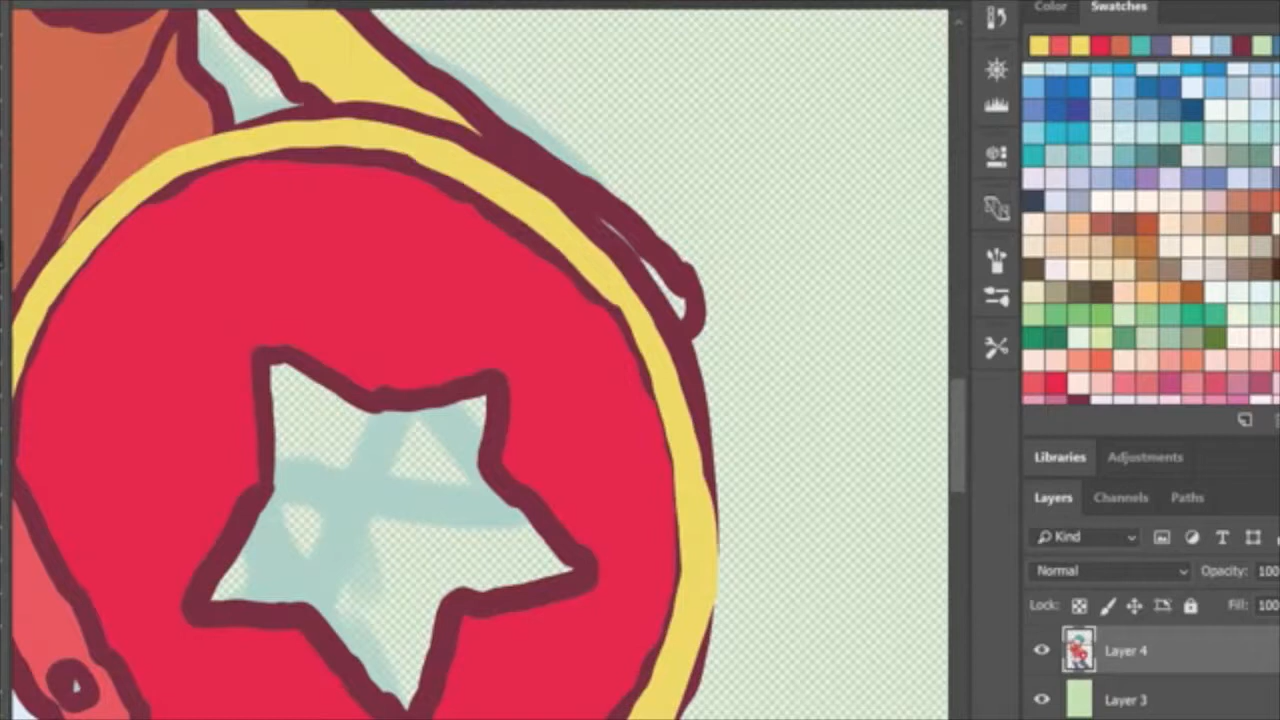 Color Swatches
Libraries Adjustments
Layers Channels Paths
Kind
Normal Opacity: 100
Lock: Fill: 100
Layer 4
Layer 3